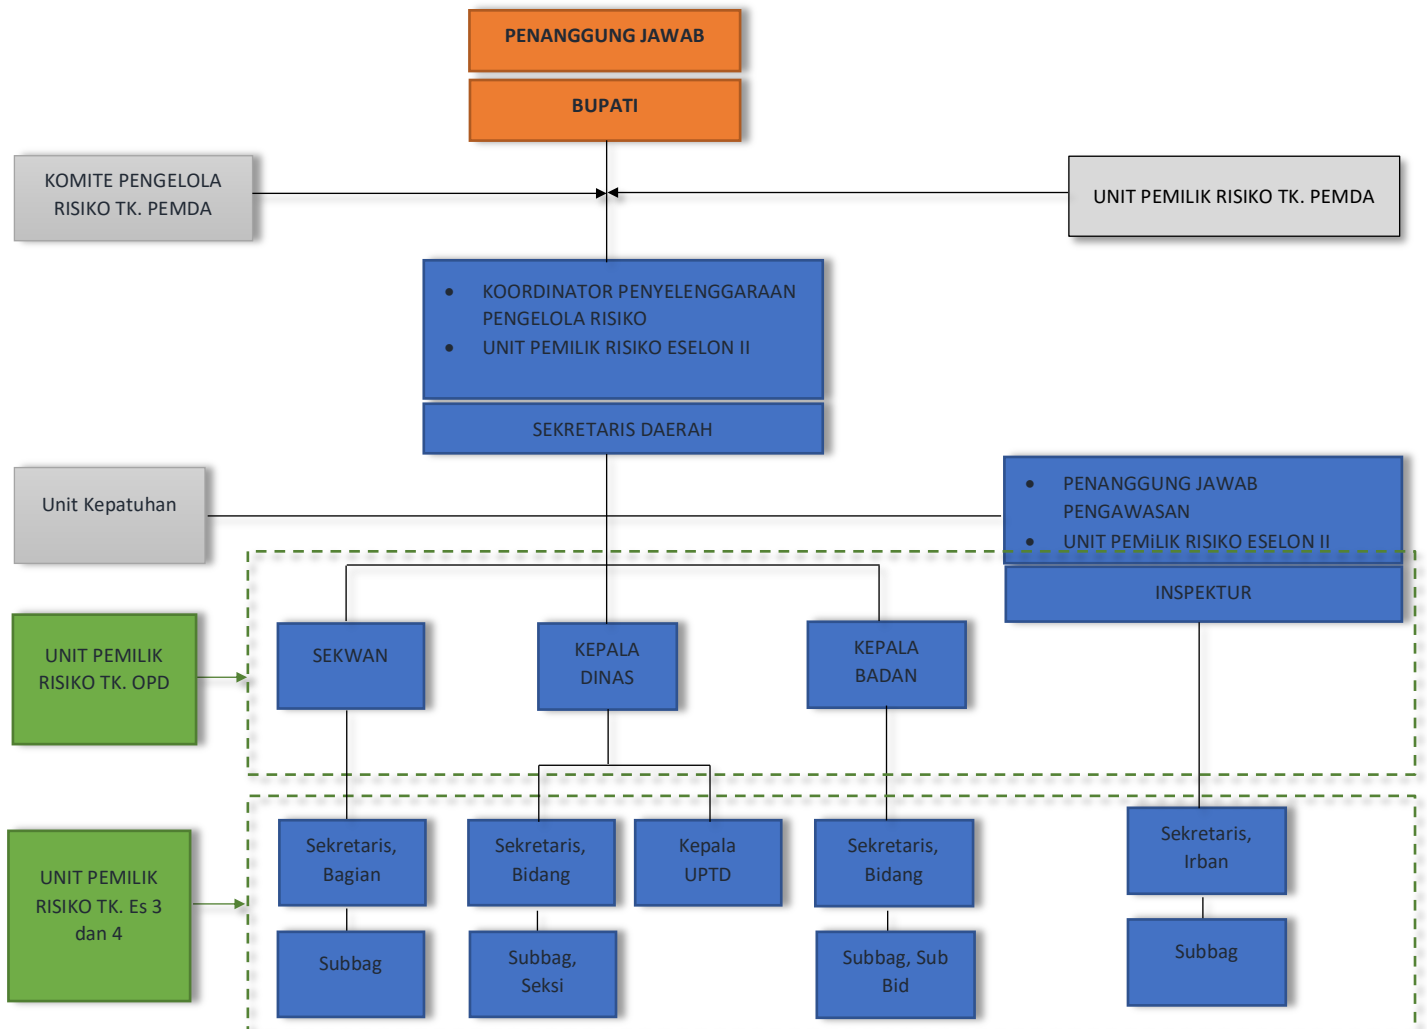 PENANGGUNG JAWAB
BUPATI
KOMITE PENGELOLA
RISIKO TK. PEMDA
UNIT PEMILIK RISIKO TK. PEMDA
• KOORDINATOR PENYELENGGARAAN
PENGELOLA RISIKO
• UNIT PEMILIK RISIKO ESELON II
SEKRETARIS DAERAH
Unit Kepatuhan
• PENANGGUNG JAWAB
PENGAWASAN
• UNIT PEMiLIK RISIKO ESELON II
INSPEKTUR
UNIT PEMILIK
RISIKO TK. OPD
SEKWAN
KEPALA
DINAS
KEPALA
BADAN
UNIT PEMILIK
RISIKO TK. Es 3
dan 4
Sekretaris,
Bagian
Sekretaris,
Bidang
Kepala
UPTD
Sekretaris,
Bidang
Sekretaris,
Irban
Subbag
Subbag,
Seksi
Subbag, Sub
Bid
Subbag